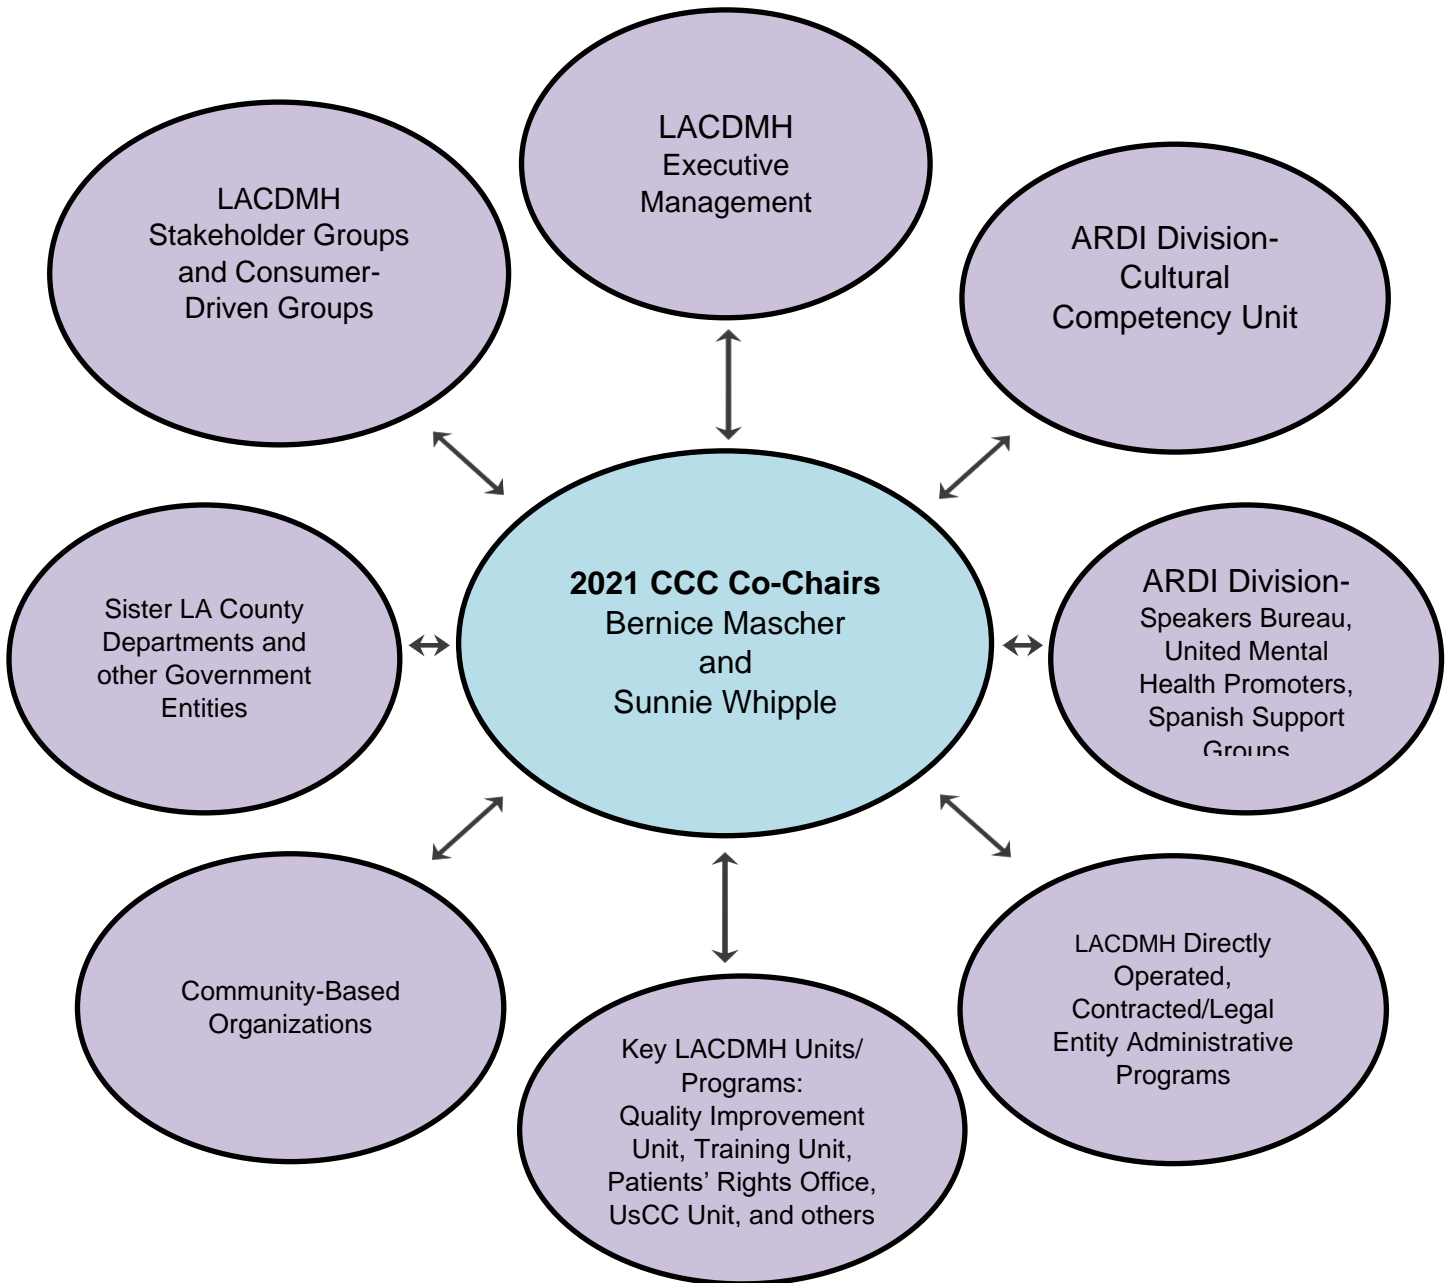 LACDMH
Executive
Management
LACDMH
Stakeholder Groups
and Consumer-
Driven Groups
ARDI Division-
Cultural
Competency Unit
2021 CCC Co-Chairs
Bernice Mascher
and
Sunnie Whipple
Sister LA County
Departments and
other Government
Entities
ARDI Division-
Speakers Bureau,
United Mental
Health Promoters,
Spanish Support
Groups
Community-Based
Organizations
Key LACDMH Units/
Programs:
Quality Improvement
Unit, Training Unit,
Patients’ Rights Office,
UsCC Unit, and others
LACDMH Directly
Operated,
Contracted/Legal
Entity Administrative
Programs